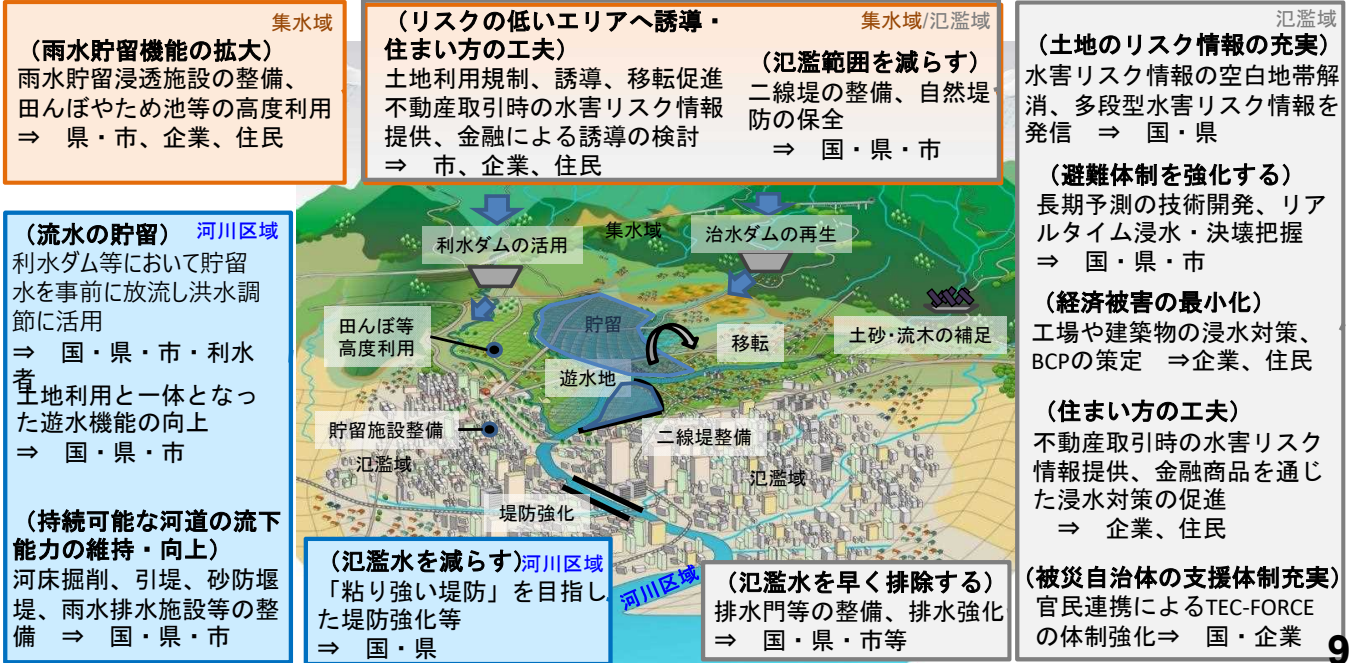 集水域
（雨水貯留機能の拡大）
雨水貯留浸透施設の整備、
田んぼやため池等の高度利用
⇒ 県・市、企業、住民
（リスクの低いエリアへ誘導・
住まい方の工夫）
土地利用規制、誘導、移転促進
不動産取引時の水害リスク情報
提供、金融による誘導の検討
⇒ 市、企業、住民
集水域/氾濫域
（氾濫範囲を減らす）
二線堤の整備、自然堤
防の保全
⇒ 国・県・市
氾濫域
（土地のリスク情報の充実）
水害リスク情報の空白地帯解
消、多段型水害リスク情報を
発信 ⇒ 国・県
（避難体制を強化する）
長期予測の技術開発、リア
ルタイム浸水・決壊把握
⇒ 国・県・市
（経済被害の最小化）
工場や建築物の浸水対策、
BCPの策定 ⇒企業、住民
（住まい方の工夫）
不動産取引時の水害リスク
情報提供、金融商品を通じ
た浸水対策の促進
⇒ 企業、住民
（被災自治体の支援体制充実）
官民連携によるTEC-FORCE
の体制強化⇒ 国・企業
（流水の貯留） 河川区域
利水ダム等において貯留
水を事前に放流し洪水調
節に活用
⇒ 国・県・市・利水
者
土地利用と一体となっ
た遊水機能の向上
⇒ 国・県・市
（持続可能な河道の流下
能力の維持・向上）
河床掘削、引堤、砂防堰
堤、雨水排水施設等の整
備 ⇒ 国・県・市
利水ダムの活用
集水域
治水ダムの再生
田んぼ等
高度利用
貯留
移転
土砂・流木の補足
遊水地
貯留施設整備
二線堤整備
氾濫域
氾濫域
堤防強化
河川区域
（氾濫水を減らす）河川区域
「粘り強い堤防」を目指し
た堤防強化等
⇒ 国・県
（氾濫水を早く排除する）
排水門等の整備、排水強化
⇒ 国・県・市等
9